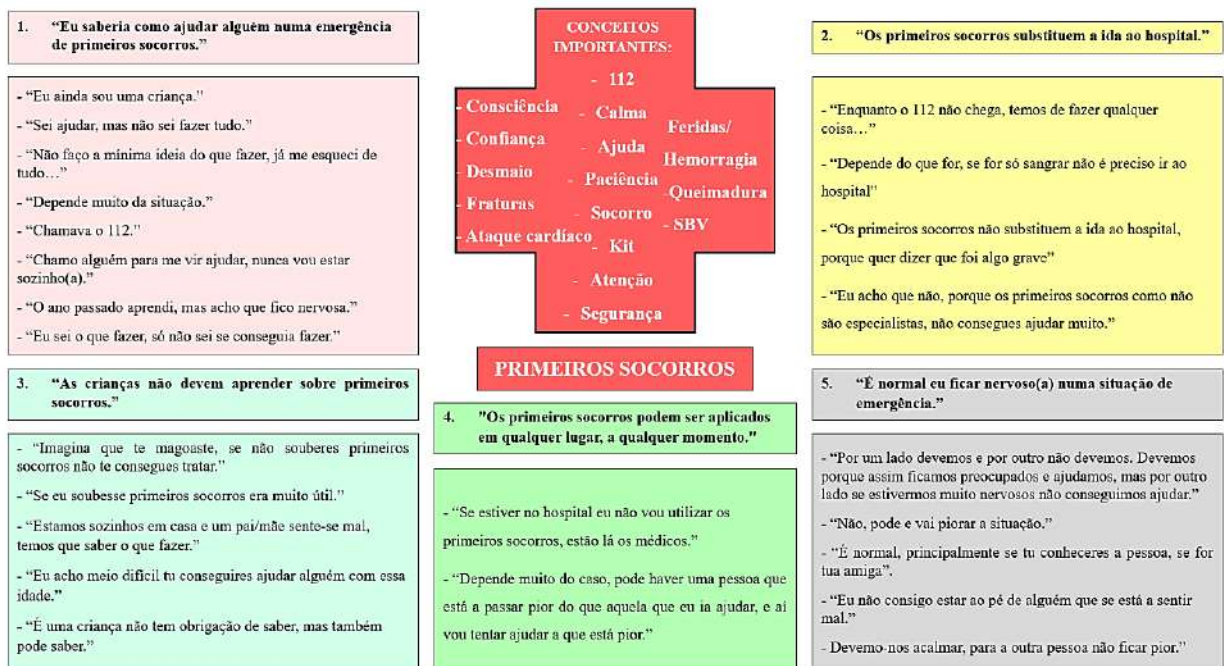 1. “Eu saberia como ajudar alguém numa emergência
de primeiros socorros.”
- “Eu ainda sou uma criança.”
- “Sei ajudar, mas não sei fazer tudo.”
- “Não faço a mínima ideia do que fazer, já me esqueci de
tudo…”
- “Depende muito da situação.”
- “Chamava o 112.”
- “Chamo alguém para me vir ajudar, nunca vou estar
sozinho(a).”
- “O ano passado aprendi, mas acho que fico nervosa.”
- “Eu sei o que fazer, só não sei se conseguia fazer.”
CONCEITOS
IMPORTANTES:
- Consciência
- Confiança
- Desmaio
- Fraturas
- Ataque cardíaco
- 112
- Calma
- Ajuda
- Paciência
- Socorro
- Kit
- Atenção
- Segurança
Feridas/
Hemorragia
-Queimadura
- SBV
PRIMEIROS SOCORROS
2. “Os primeiros socorros substituem a ida ao hospital.”
- “Enquanto o 112 não chega, temos de fazer qualquer
coisa…”
- “Depende do que for, se for só sangrar não é preciso ir ao
hospital”
- “Os primeiros socorros não substituem a ida ao hospital,
porque quer dizer que foi algo grave”
- “Eu acho que não, porque os primeiros socorros como não
são especialistas, não consegues ajudar muito.”
3. “As crianças não devem aprender sobre primeiros
socorros.”
- “Imagina que te magoaste, se não souberes primeiros
socorros não te consegues tratar.”
- “Se eu soubesse primeiros socorros era muito útil.”
- “Estamos sozinhos em casa e um pai/mãe sente-se mal,
temos que saber o que fazer.”
- “Eu acho meio difícil tu conseguires ajudar alguém com essa
idade.”
- “É uma criança não tem obrigação de saber, mas também
pode saber.”
4. ”Os primeiros socorros podem ser aplicados
em qualquer lugar, a qualquer momento.”
- “Se estiver no hospital eu não vou utilizar os
primeiros socorros, estão lá os médicos.”
- “Depende muito do caso, pode haver uma pessoa que
está a passar pior do que aquela que eu ia ajudar, e aí
vou tentar ajudar a que está pior.”
5. “É normal eu ficar nervoso(a) numa situação de
emergência.”
- “Por um lado devemos e por outro não devemos. Devemos
porque assim ficamos preocupados e ajudamos, mas por outro
lado se estivermos muito nervosos não conseguimos ajudar.”
- “Não, pode e vai piorar a situação.”
- “É normal, principalmente se tu conheceres a pessoa, se for
tua amiga”.
- “Eu não consigo estar ao pé de alguém que se está a sentir
mal.”
- Devemo-nos acalmar, para a outra pessoa não ficar pior.”